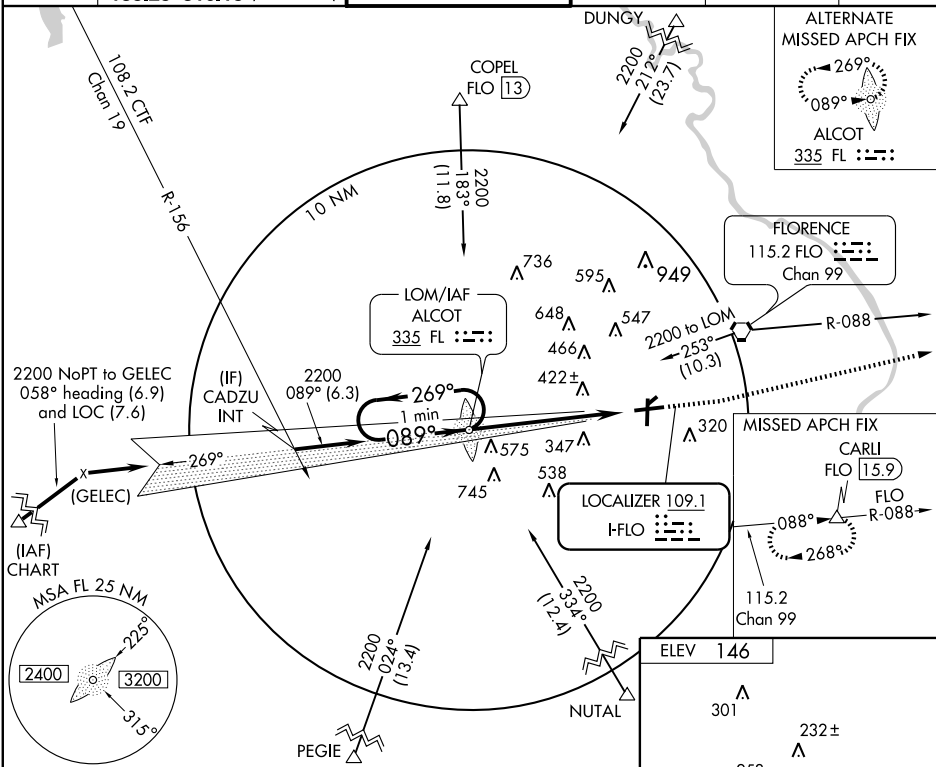 DUNGY
2200
212°
(23.7)
ALTERNATE
MISSED APCH FIX
269°
089°
ALCOT
335 FL
108.2 CTF
Chan 19
R-156
COPEL
FLO 13
2200
183°
(11.8)
10 NM
736
595
949
FLORENCE
115.2 FLO
Chan 99
LOM/IAF
ALCOT
335 FL
648
547
466
422±
2200 to LOM
253°
(10.3)
R-088
2200 NoPT to GELEC
058° heading (6.9)
and LOC (7.6)
(IF)
CADZU
INT
2200
089° (6.3)
269°
1 min
089°
269°
(GELEC)
575
347
745
538
320
LOCALIZER 109.1
I-FLO
MISSED APCH FIX
CARLI
FLO 15.9
FLO
R-088
088°
268°
115.2
Chan 99
(IAF)
CHART
MSA FL 25 NM
225°
2400
3200
315°
2200
024°
(13.4)
PEGIE
2200
334°
(12.4)
NUTAL
ELEV 146
301
232±